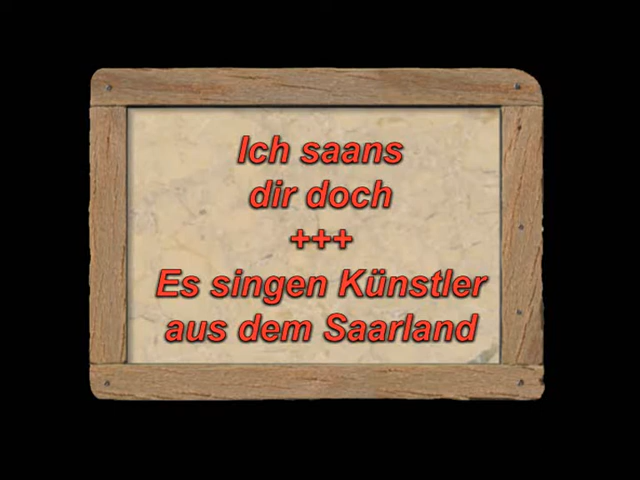 Ich saans
dir doch
+++
Es singen Künstler
aus dem Saarland